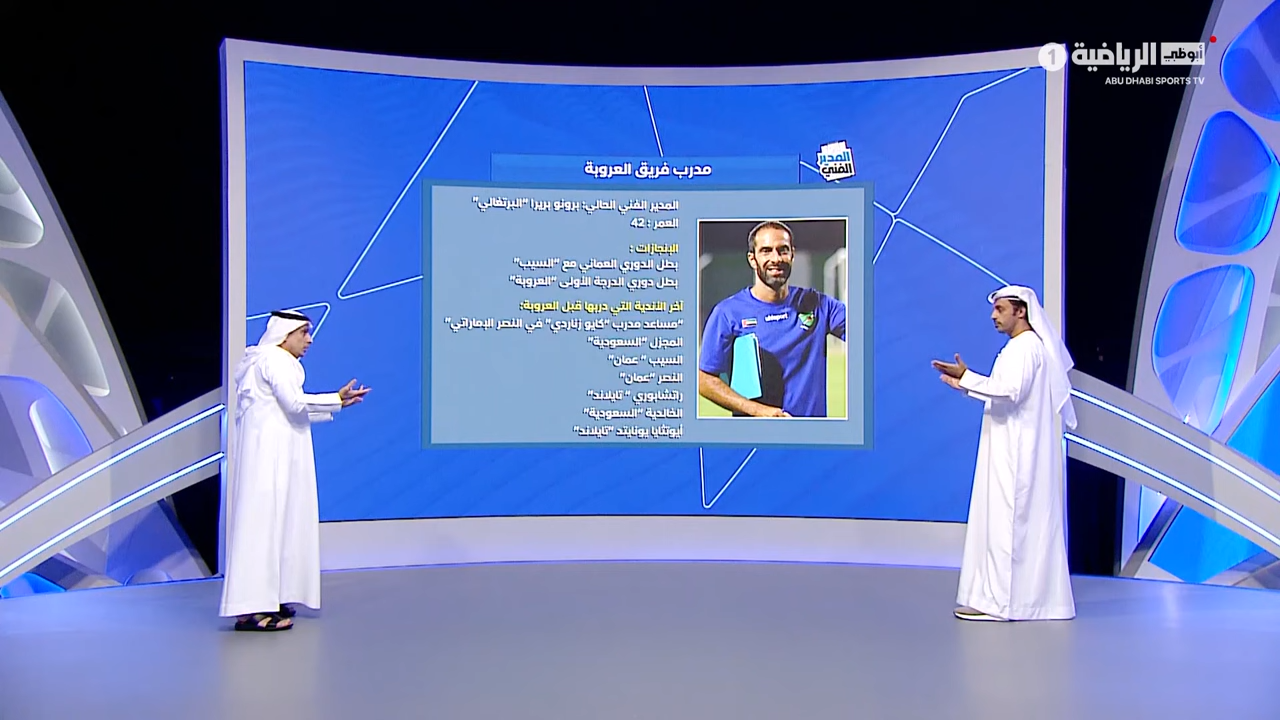 أبوظبي الرياضية 1
ABU DHABI SPORTS TV
المدير
الفني
مدرب فريق العروبة
المدير الفني الحالي: برونو بريرا "البرتغالي"
العمر : 42
الإنجازات :
بطل الدوري العماني مع "السيب"
بطل دوري الدرجة الأولى "العروبة"
آخر الأندية التي دربها قبل العروبة:
"مساعد مدرب "كايو زناردي" في النصر الإماراتي"
المجزل "السعودية"
السيب "عمان"
النصر "عمان"
راتشابوري "تايلاند"
الخالدية "السعودية"
أيوتثايا يونايتد "تايلاند"
uhlsport